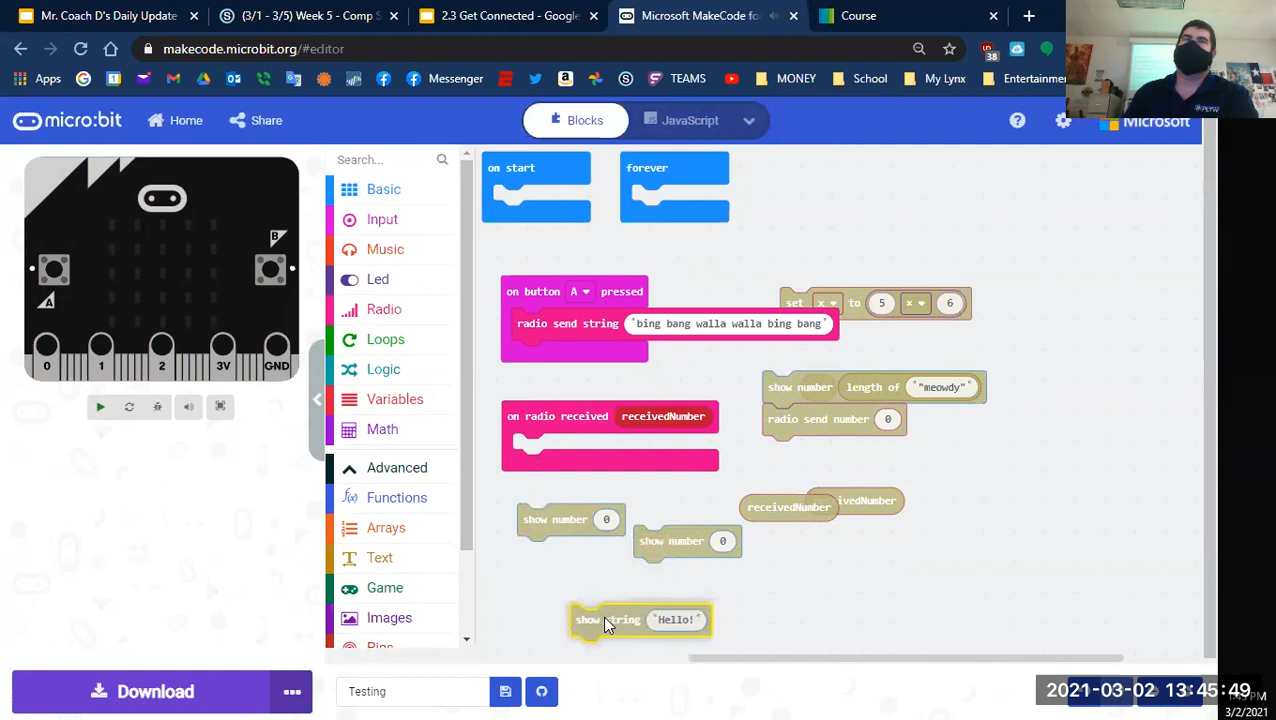 Mr. Coach D's Daily Update
(3/1 - 3/5) Week 5 - Comp S
2.3 Get Connected - Google
Microsoft MakeCode for
Course
makecode.microbit.org/#editor
38
Apps
Messenger
TEAMS
MONEY
School
My Lynx
Entertainme
micro:bit
Home
Share
Blocks
JavaScript
Microsoft
Search...
Basic
Input
Music
Led
Radio
Loops
Logic
Variables
Math
Advanced
Functions
Arrays
Text
Game
Images
Pins
A
B
0
1
2
3V
GND
on start
forever
on button A pressed
radio send string "bing bang walla walla bing bang"
set x to 5 x 6
show number length of ""meowdy""
radio send number 0
on radio received receivedNumber
receivedNumber
ivedNumber
show number 0
show number 0
show string "Hello!"
Download
Testing
2021-03-02 13:45:49
3/2/2021